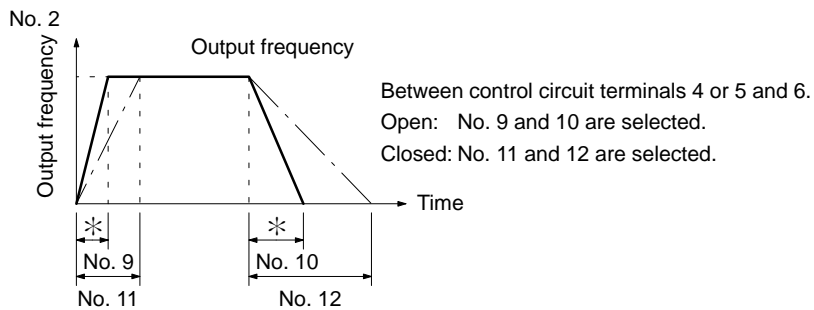 No. 2
Output frequency
Output frequency
Between control circuit terminals 4 or 5 and 6.
Open: No. 9 and 10 are selected.
Closed: No. 11 and 12 are selected.
Time
* *
No. 9 No. 10
No. 11 No. 12